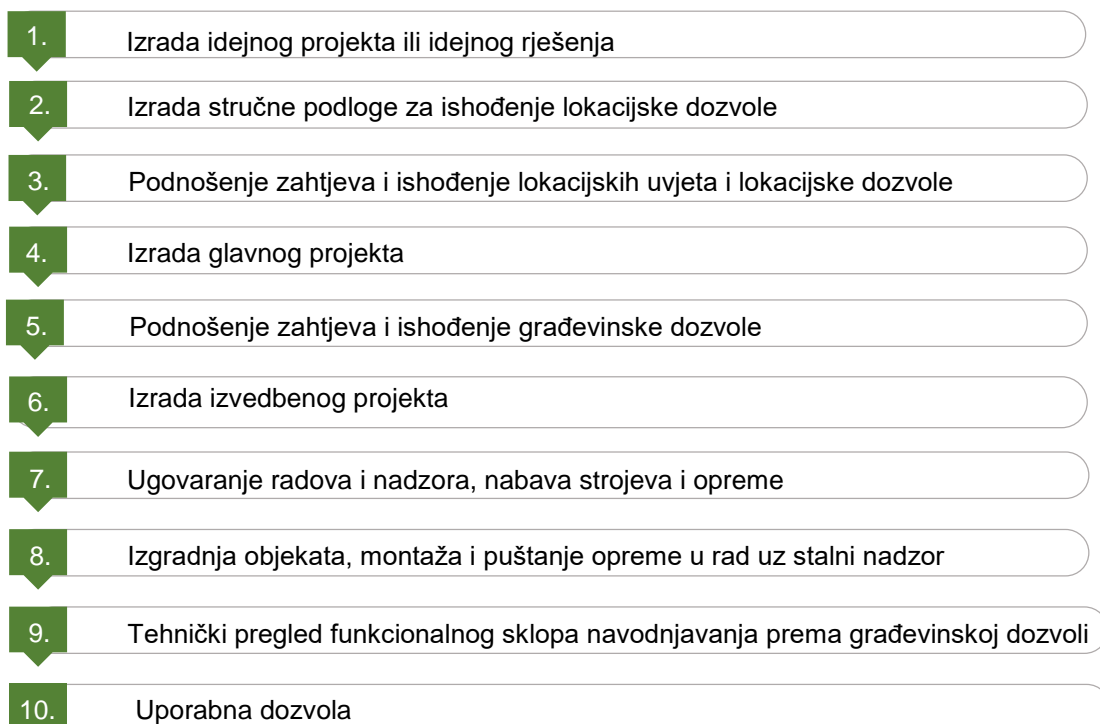 1. Izrada idejnog projekta ili idejnog rješenja
2. Izrada stručne podloge za ishođenje lokacijske dozvole
3. Podnošenje zahtjeva i ishođenje lokacijskih uvjeta i lokacijske dozvole
4. Izrada glavnog projekta
5. Podnošenje zahtjeva i ishođenje građevinske dozvole
6. Izrada izvedbenog projekta
7. Ugovaranje radova i nadzora, nabava strojeva i opreme
8. Izgradnja objekata, montaža i puštanje opreme u rad uz stalni nadzor
9. Tehnički pregled funkcionalnog sklopa navodnjavanja prema građevinskoj dozvoli
10. Uporabna dozvola